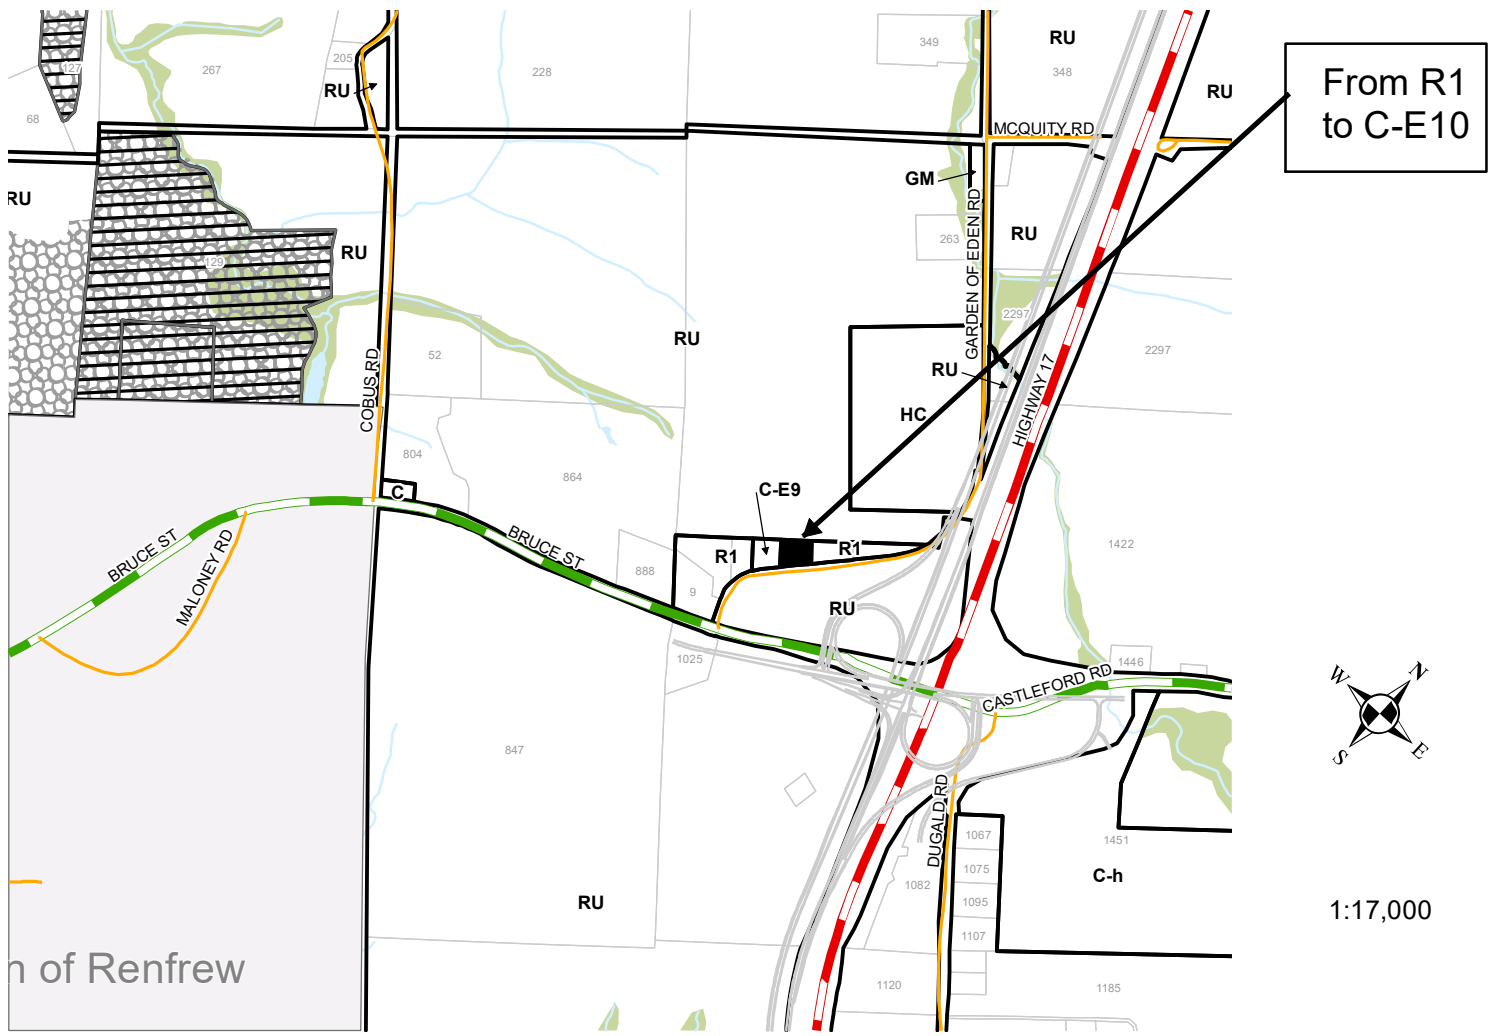 349
RU
205
267
127
228
348
From R1
to C-E10
RU
RU
68
MCQUITY RD
GM
RU
GARDEN OF EDEN RD
263
RU
RU
129
2297
RU
2297
52
COBUS RD
RU
HIGHWAY 17
HC
804
864
C
C-E9
BRUCE ST
BRUCE ST
MALONEY RD
R1
R1
1422
888
9
RU
1025
1446
CASTLEFORD RD
W
N
S
E
847
DUGALD RD
1067
1451
1075
C-h
1082
1095
RU
1:17,000
1107
n of Renfrew
1120
1185